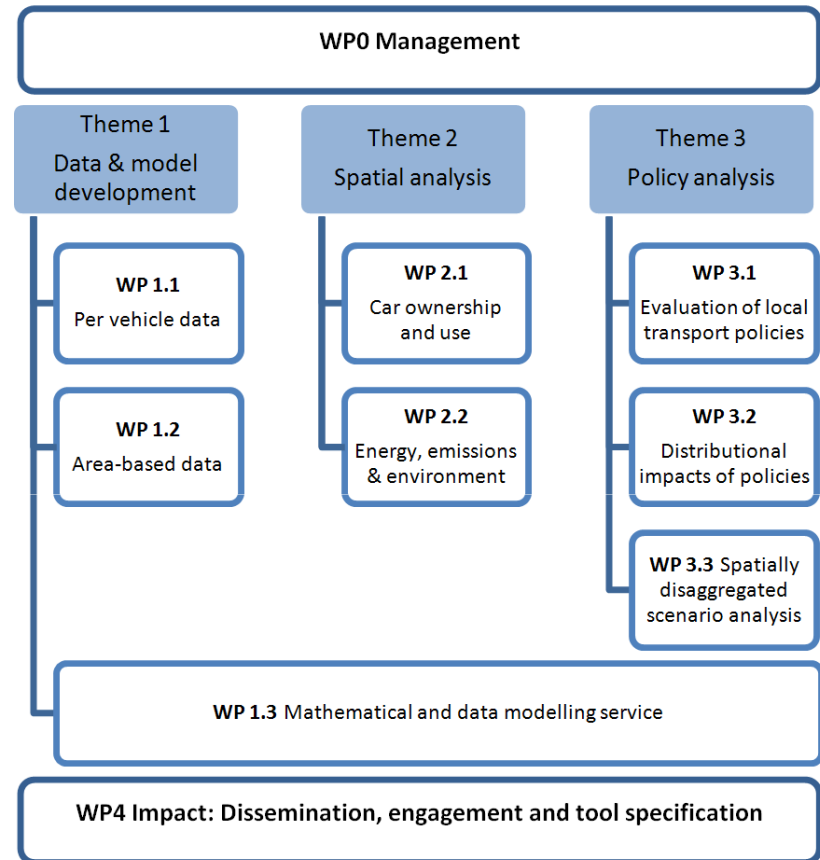 WP0 Management
Theme 1
Data & model
development
Theme 2
Spatial analysis
Theme 3
Policy analysis
WP 1.1
Per vehicle data
WP 2.1
Car ownership
and use
WP 3.1
Evaluation of local
transport policies
WP 1.2
Area-based data
WP 2.2
Energy, emissions
& environment
WP 3.2
Distributional
impacts of policies
WP 3.3 Spatially
disaggregated
scenario analysis
WP 1.3 Mathematical and data modelling service
WP4 Impact: Dissemination, engagement and tool specification